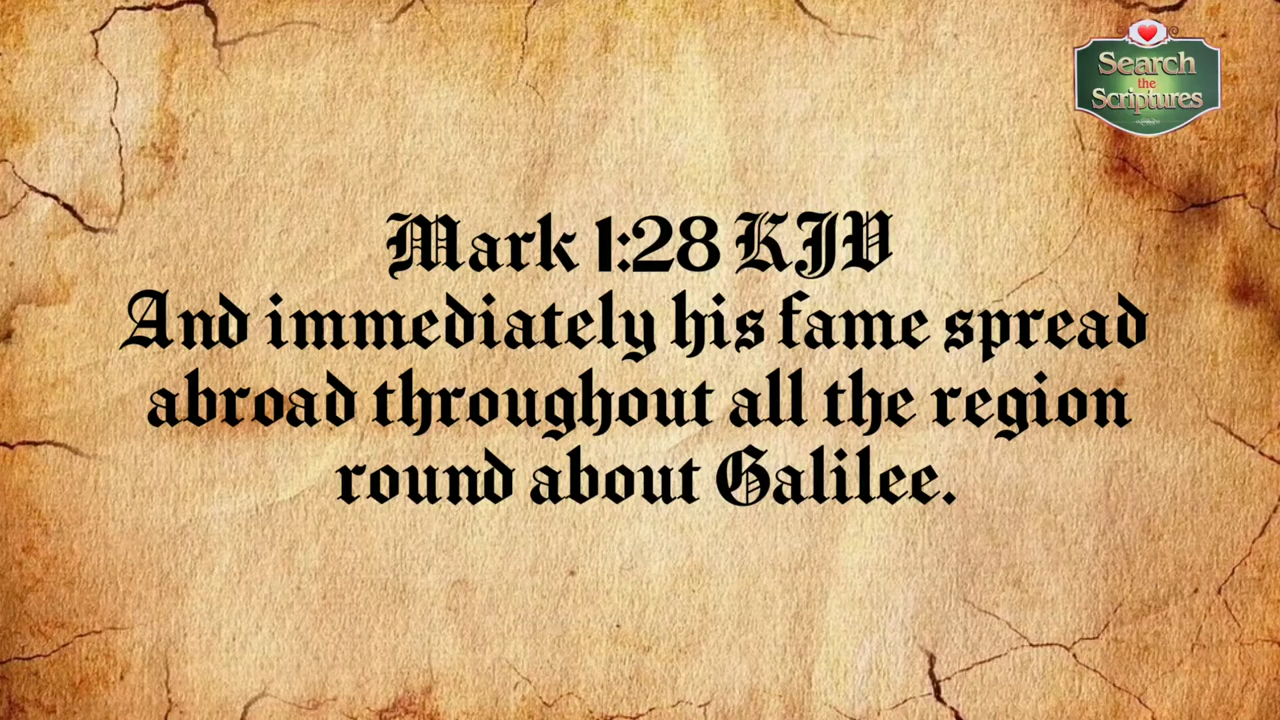 Search
the
Scriptures
Mark 1:28 KJV
And immediately his fame spread
abroad throughout all the region
round about Galilee.